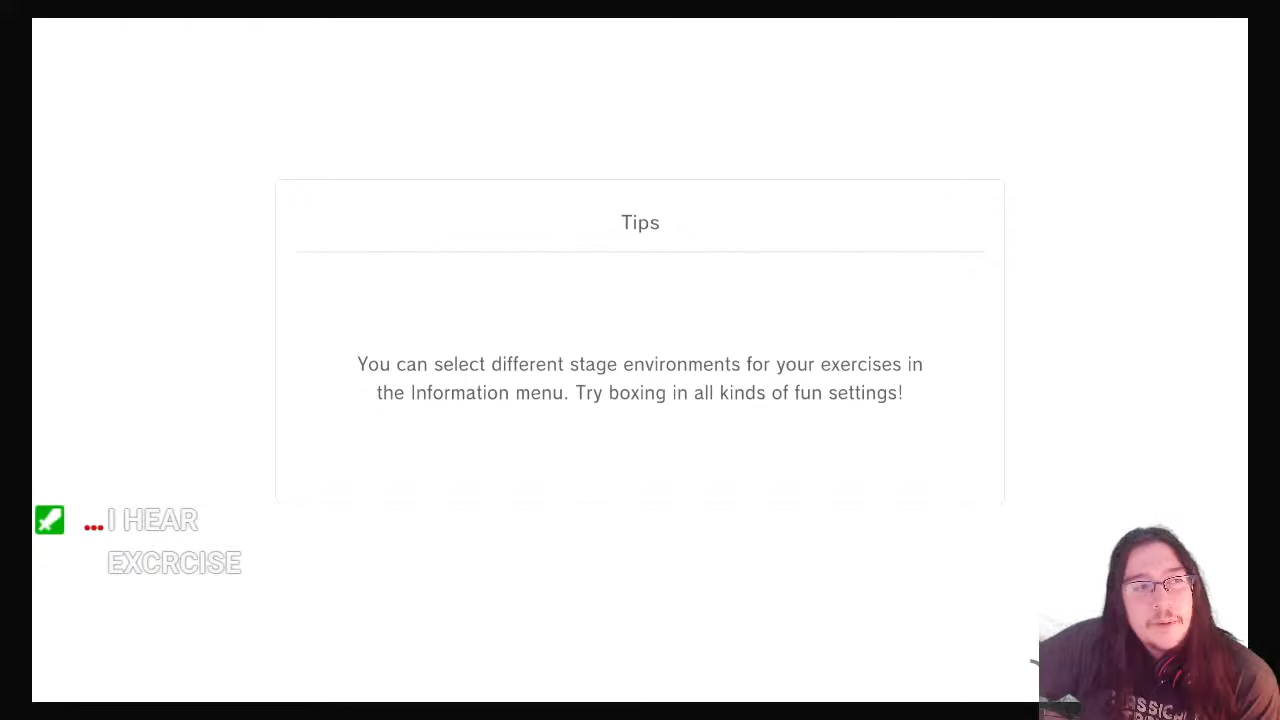 Tips
You can select different stage environments for your exercises in
the Information menu. Try boxing in all kinds of fun settings!
...I HEAR
EXCRCISE